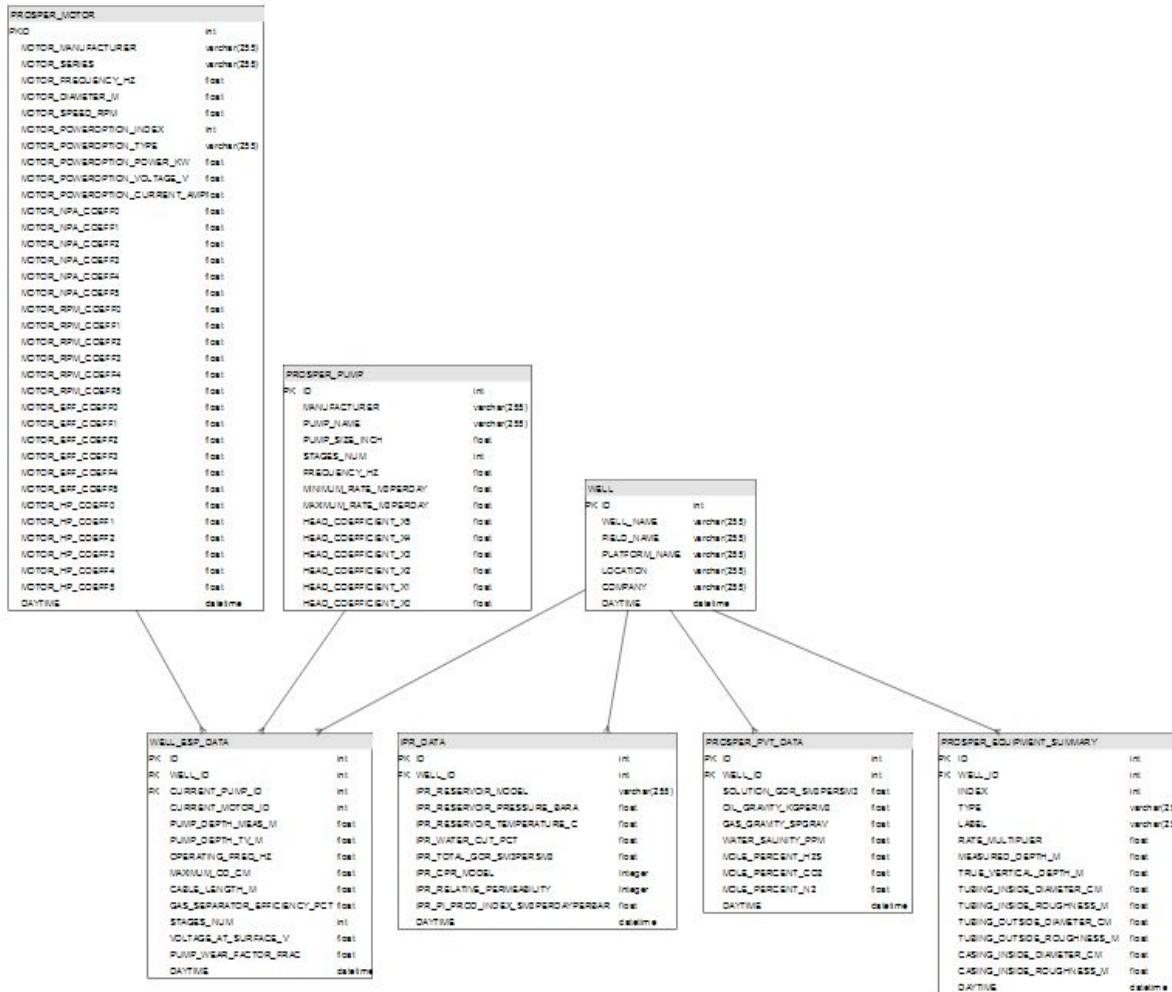 PROSPER_MOTOR
PKID int
MOTOR_MANUFACTURER varchar(255)
MOTOR_SERIES varchar(255)
MOTOR_FREQUENCY_HZ float
MOTOR_DIAMETER_M float
MOTOR_SPEED_RPM float
MOTOR_POWEROPTION_INDEX int
MOTOR_POWEROPTION_TYPE varchar(255)
MOTOR_POWEROPTION_POWER_KW float
MOTOR_POWEROPTION_VOLTAGE_V float
MOTOR_POWEROPTION_CURRENT_AMP float
MOTOR_NPA_COEFF0 float
MOTOR_NPA_COEFF1 float
MOTOR_NPA_COEFF2 float
MOTOR_NPA_COEFF3 float
MOTOR_NPA_COEFF4 float
MOTOR_NPA_COEFF5 float
MOTOR_RPM_COEFF0 float
MOTOR_RPM_COEFF1 float
MOTOR_RPM_COEFF2 float
MOTOR_RPM_COEFF3 float
MOTOR_RPM_COEFF4 float
MOTOR_RPM_COEFF5 float
MOTOR_EFF_COEFF0 float
MOTOR_EFF_COEFF1 float
MOTOR_EFF_COEFF2 float
MOTOR_EFF_COEFF3 float
MOTOR_EFF_COEFF4 float
MOTOR_EFF_COEFF5 float
MOTOR_HP_COEFF0 float
MOTOR_HP_COEFF1 float
MOTOR_HP_COEFF2 float
MOTOR_HP_COEFF3 float
MOTOR_HP_COEFF4 float
MOTOR_HP_COEFF5 float
DAYTIME datetime
PROSPER_PUMP
PK ID int
MANUFACTURER varchar(255)
PUMP_NAME varchar(255)
PUMP_SIZE_INCH float
STAGES_NUM int
FREQUENCY_HZ float
MINIMUM_RATE_M3PERDAY float
MAXIMUM_RATE_M3PERDAY float
HEAD_COEFFICIENT_X5 float
HEAD_COEFFICIENT_X4 float
HEAD_COEFFICIENT_X3 float
HEAD_COEFFICIENT_X2 float
HEAD_COEFFICIENT_X1 float
HEAD_COEFFICIENT_X0 float
WELL
PK ID int
WELL_NAME varchar(255)
FIELD_NAME varchar(255)
PLATFORM_NAME varchar(255)
LOCATION varchar(255)
COMPANY varchar(255)
DAYTIME datetime
WELL_ESP_DATA
PK ID int
FK WELL_ID int
FK CURRENT_PUMP_ID int
CURRENT_MOTOR_ID int
PUMP_DEPTH_MEAS_M float
PUMP_DEPTH_TV_M float
OPERATING_FREQ_HZ float
MAXIMUM_OD_CM float
CABLE_LENGTH_M float
GAS_SEPARATOR_EFFICIENCY_PCT float
STAGES_NUM int
VOLTAGE_AT_SURFACE_V float
PUMP_WEAR_FACTOR_FRAC float
DAYTIME datetime
IPR_DATA
PK ID int
FK WELL_ID int
IPR_RESERVOIR_MODEL varchar(255)
IPR_RESERVOIR_PRESSURE_BARA float
IPR_RESERVOIR_TEMPERATURE_C float
IPR_WATER_CUT_PCT float
IPR_TOTAL_GOR_SM3PERSM3 float
IPR_CPR_MODEL integer
IPR_RELATIVE_PERMEABILITY integer
IPR_PI_PROD_INDEX_SM3PERDAYPERBAR float
DAYTIME datetime
PROSPER_PVT_DATA
PK ID int
FK WELL_ID int
SOLUTION_GOR_SM3PERSM3 float
OIL_GRAVITY_KGPERM3 float
GAS_GRAVITY_SPGRAV float
WATER_SALINITY_PPM float
MOLE_PERCENT_H2S float
MOLE_PERCENT_CO2 float
MOLE_PERCENT_N2 float
DAYTIME datetime
PROSPER_EQUIPMENT_SUMMARY
PK ID int
FK WELL_ID int
INDEX int
TYPE
LABEL
RATE_MULTIPLIER float
MEASURED_DEPTH_M float
TRUE_VERTICAL_DEPTH_M float
TUBING_INSIDE_DIAMETER_CM float
TUBING_INSIDE_ROUGHNESS_M float
TUBING_OUTSIDE_DIAMETER_CM float
TUBING_OUTSIDE_ROUGHNESS_M float
CASING_INSIDE_DIAMETER_CM float
CASING_INSIDE_ROUGHNESS_M float
DAYTIME datetime